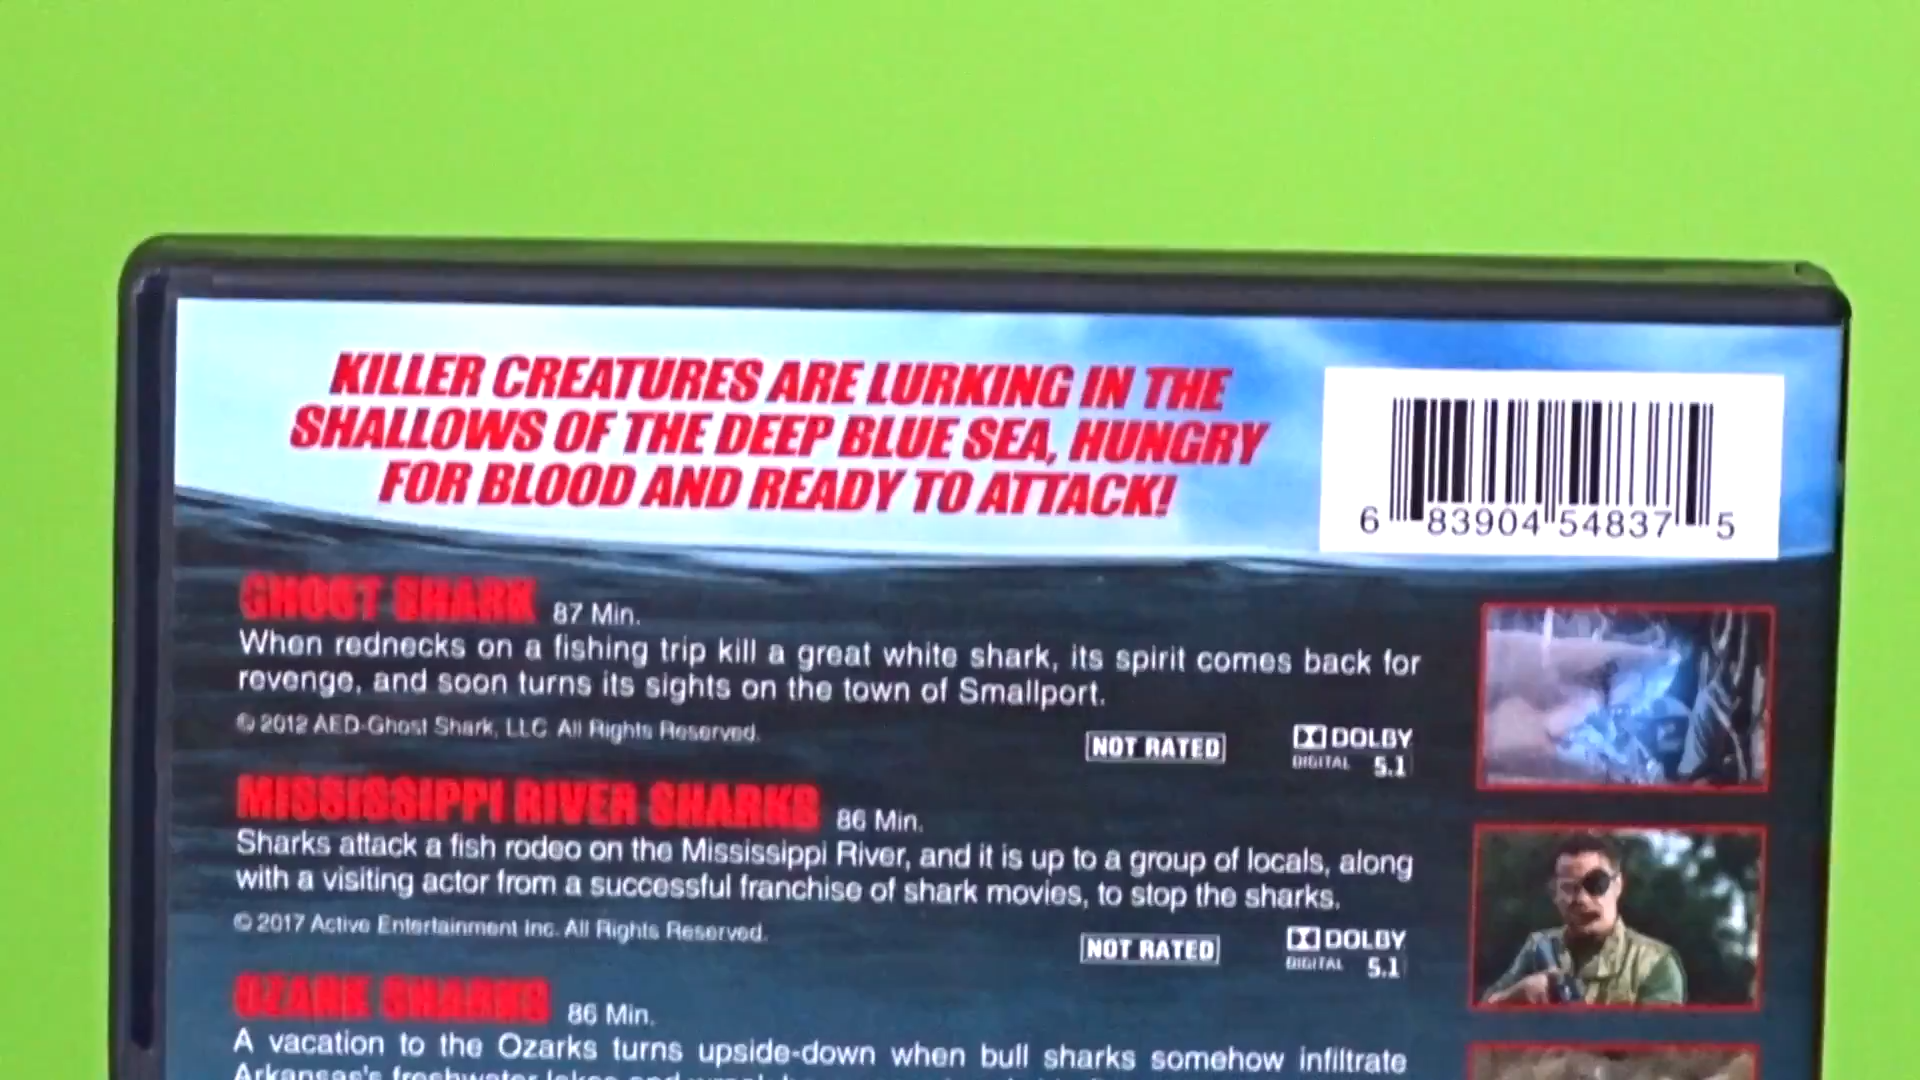 KILLER CREATURES ARE LURKING IN THE
SHALLOWS OF THE DEEP BLUE SEA, HUNGRY
FOR BLOOD AND READY TO ATTACK!
6 83904 54837 5
GHOST SHARK 87 Min.
When rednecks on a fishing trip kill a great white shark, its spirit comes back for
revenge, and soon turns its sights on the town of Smallport.
© 2012 AED-Ghost Shark, LLC. All Rights Reserved.
NOT RATED
DOLBY
DIGITAL 5.1
MISSISSIPPI RIVER SHARKS 86 Min.
Sharks attack a fish rodeo on the Mississippi River, and it is up to a group of locals, along
with a visiting actor from a successful franchise of shark movies, to stop the sharks.
© 2017 Active Entertainment Inc. All Rights Reserved.
NOT RATED
DOLBY
DIGITAL 5.1
OZARK SHARKS 86 Min.
A vacation to the Ozarks turns upside-down when bull sharks somehow infiltrate
Arkansas's freshwater lakes and